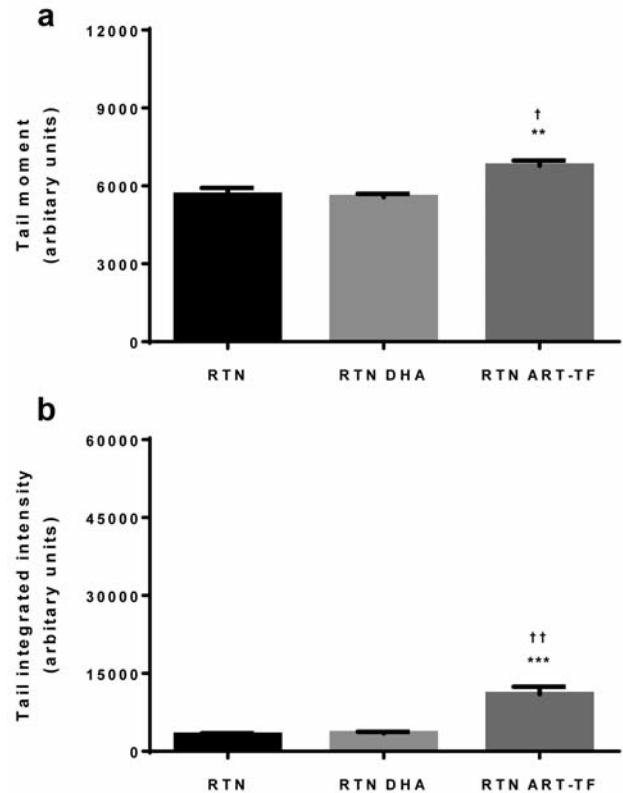 a
Tail moment
(arbitary units)
12000
9000
6000
3000
0
†
**
RTN
RTN DHA
RTN ART-TF
b
Tail integrated intensity
(arbitary units)
60000
45000
30000
15000
0
††
***
RTN
RTN DHA
RTN ART-TF